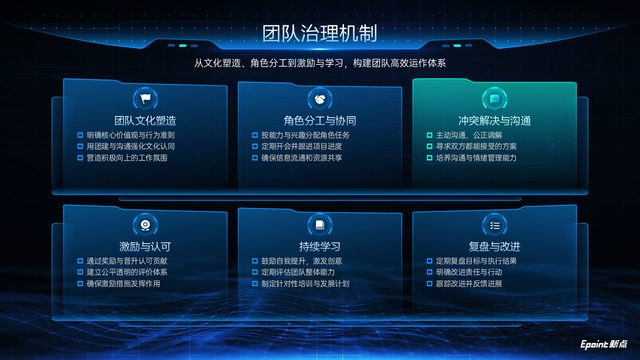 团队治理机制
从文化塑造、角色分工到激励与学习，构建团队高效运作体系
团队文化塑造
明确核心价值观与行为准则
用团建与沟通强化文化认同
营造积极向上的工作氛围
角色分工与协同
按能力与兴趣分配角色任务
定期开会并跟进项目进度
确保信息流通和资源共享
冲突解决与沟通
主动沟通、公正调解
寻求双方都能接受的方案
培养沟通与情绪管理能力
激励与认可
通过奖励与晋升认可贡献
建立公平透明的评价体系
确保激励措施发挥作用
持续学习
鼓励自我提升，激发创意
定期评估团队整体能力
制定针对性培训与发展计划
复盘与改进
定期复盘目标与执行结果
明确改进责任与行动
跟踪改进并反馈进展
Epoint新点